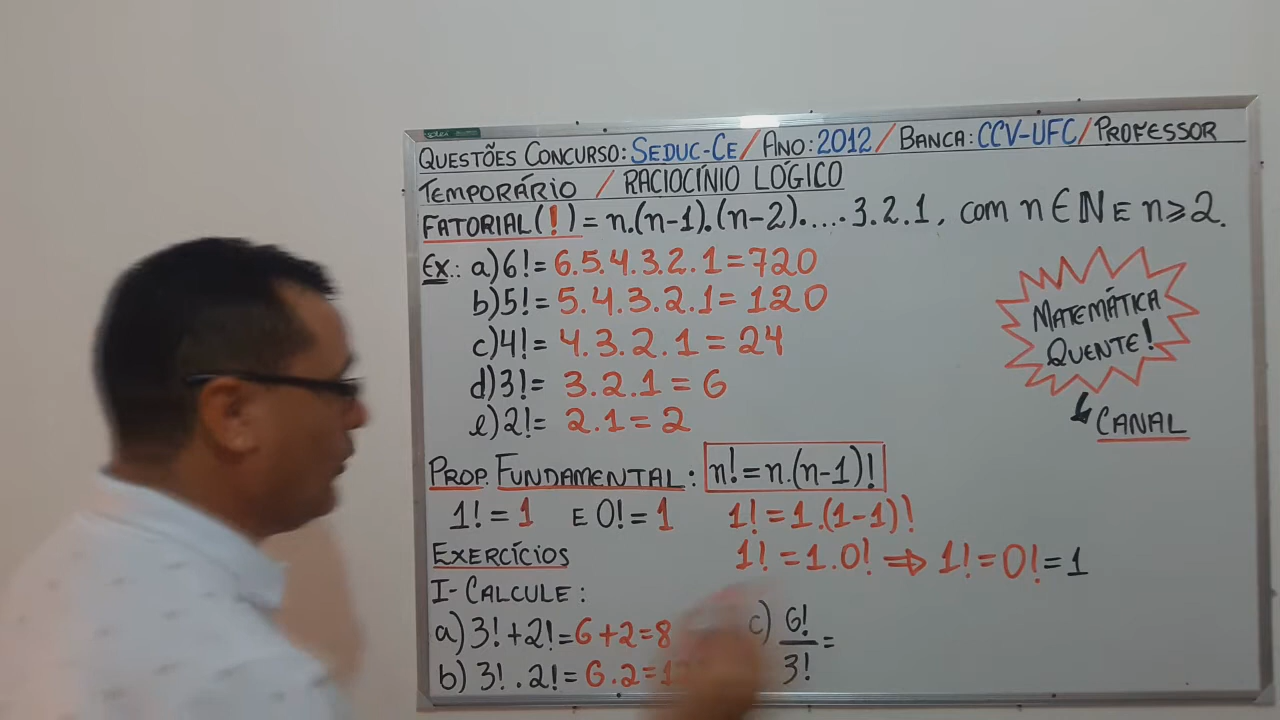 QUESTÕES CONCURSO: SEDUC-CE / ANO: 2012 / BANCA: CCV-UFC / PROFESSOR
TEMPORÁRIO / RACIOCÍNIO LÓGICO
FATORIAL (!) = n.(n-1).(n-2).....3.2.1, com n ∈ ℕ E n ⩾ 2.
EX.: a) 6! = 6.5.4.3.2.1 = 720
b) 5! = 5.4.3.2.1 = 120
c) 4! = 4.3.2.1 = 24
d) 3! = 3.2.1 = 6
e) 2! = 2.1 = 2
MATEMÁTICA
QUENTE!
CANAL
PROP. FUNDAMENTAL: n! = n.(n-1)!
1! = 1 E 0! = 1
1! = 1.(1-1)!
1! = 1.0! ⇒ 1! = 0! = 1
EXERCÍCIOS
I- CALCULE:
a) 3! + 2! = 6 + 2 = 8
b) 3! . 2! = 6 . 2 =
c) 6!/3! =